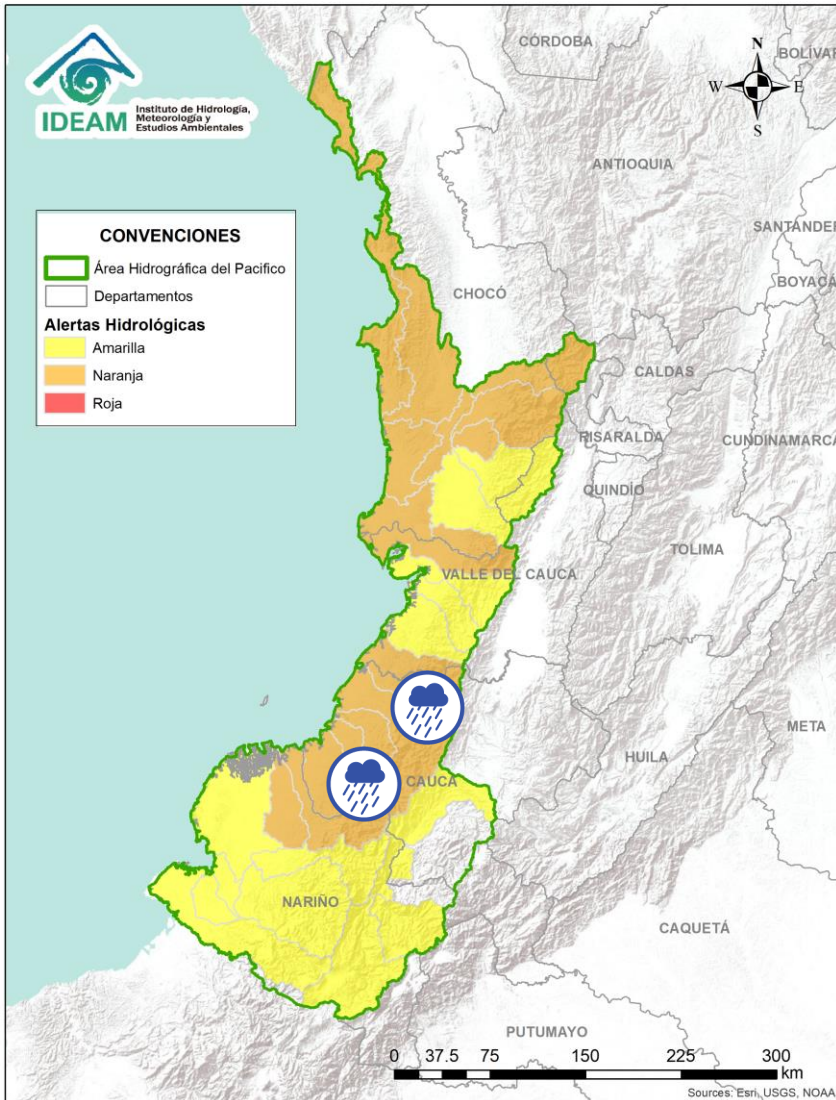 IDEAM
Instituto de Hidrología,
Meteorología y
Estudios Ambientales
CONVENCIONES
Área Hidrográfica del Pacifico
Departamentos
Alertas Hidrológicas
Amarilla
Naranja
Roja
N
W
E
S
CÓRDOBA
BOLÍVAR
ANTIOQUIA
SANTANDER
BOYACÁ
CHOCÓ
CALDAS
RISARALDA
CUNDINAMARCA
QUINDÍO
TOLIMA
VALLE DEL CAUCA
META
HUILA
CAUCA
NARIÑO
CAQUETÁ
PUTUMAYO
0 37.5 75 150 225 300
km
Sources: Esri, USGS, NOAA